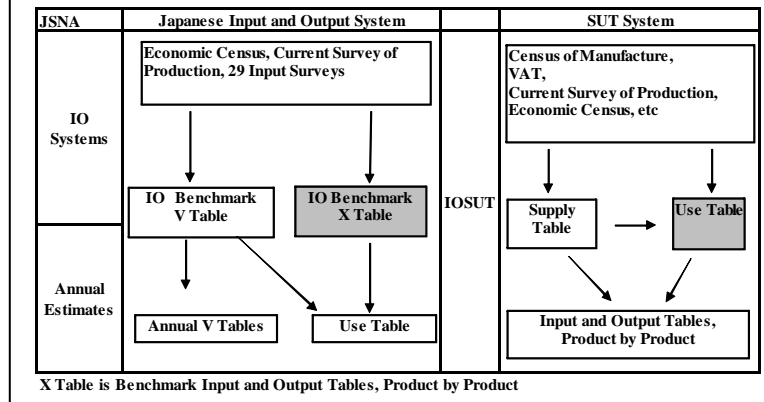 JSNA
Japanese Input and Output System
SUT System
IO
Systems
Economic Census, Current Survey of
Production, 29 Input Surveys
IO Benchmark
V Table
IO Benchmark
X Table
Annual
Estimates
Annual V Tables
Use Table
IOSUT
Census of Manufacture,
VAT,
Current Survey of Production,
Economic Census, etc
Supply
Table
Use Table
Input and Output Tables,
Product by Product
X Table is Benchmark Input and Output Tables, Product by Product